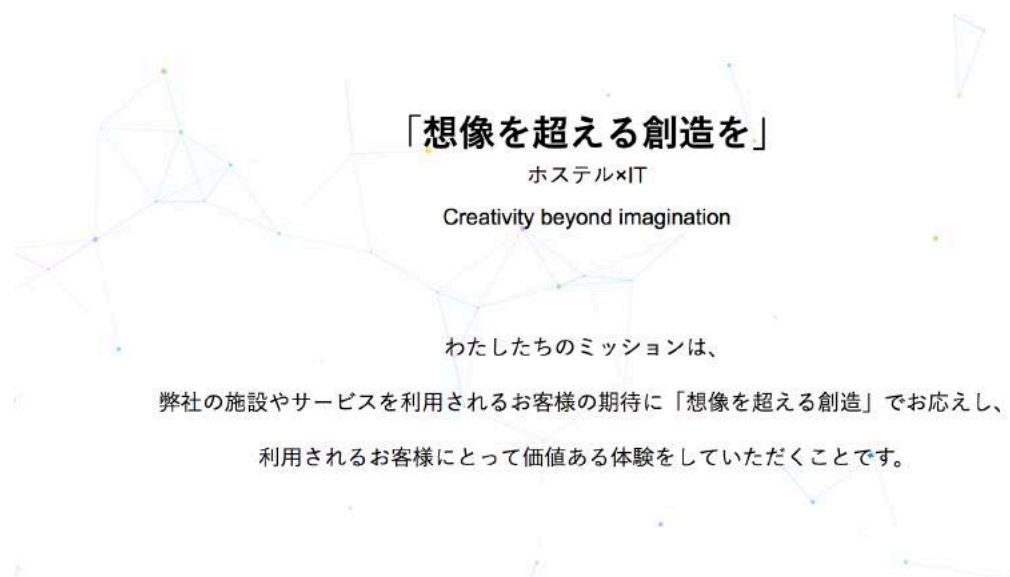 「想像を超える創造を」
ホステル×IT
Creativity beyond imagination
わたしたちのミッションは、
弊社の施設やサービスを利用されるお客様の期待に「想像を超える創造」でお応えし、
利用されるお客様にとって価値ある体験をしていただくことです。